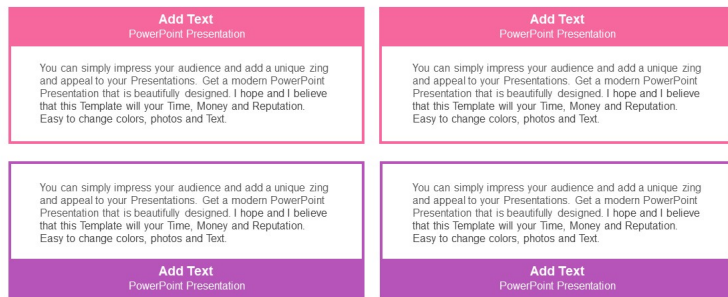 Add Text
PowerPoint Presentation
You can simply impress your audience and add a unique zing
and appeal to your Presentations. Get a modern PowerPoint
Presentation that is beautifully designed. I hope and I believe
that this Template will your Time, Money and Reputation.
Easy to change colors, photos and Text.
Add Text
PowerPoint Presentation
You can simply impress your audience and add a unique zing
and appeal to your Presentations. Get a modern PowerPoint
Presentation that is beautifully designed. I hope and I believe
that this Template will your Time, Money and Reputation.
Easy to change colors, photos and Text.
You can simply impress your audience and add a unique zing
and appeal to your Presentations. Get a modern PowerPoint
Presentation that is beautifully designed. I hope and I believe
that this Template will your Time, Money and Reputation.
Easy to change colors, photos and Text.
Add Text
PowerPoint Presentation
You can simply impress your audience and add a unique zing
and appeal to your Presentations. Get a modern PowerPoint
Presentation that is beautifully designed. I hope and I believe
that this Template will your Time, Money and Reputation.
Easy to change colors, photos and Text.
Add Text
PowerPoint Presentation